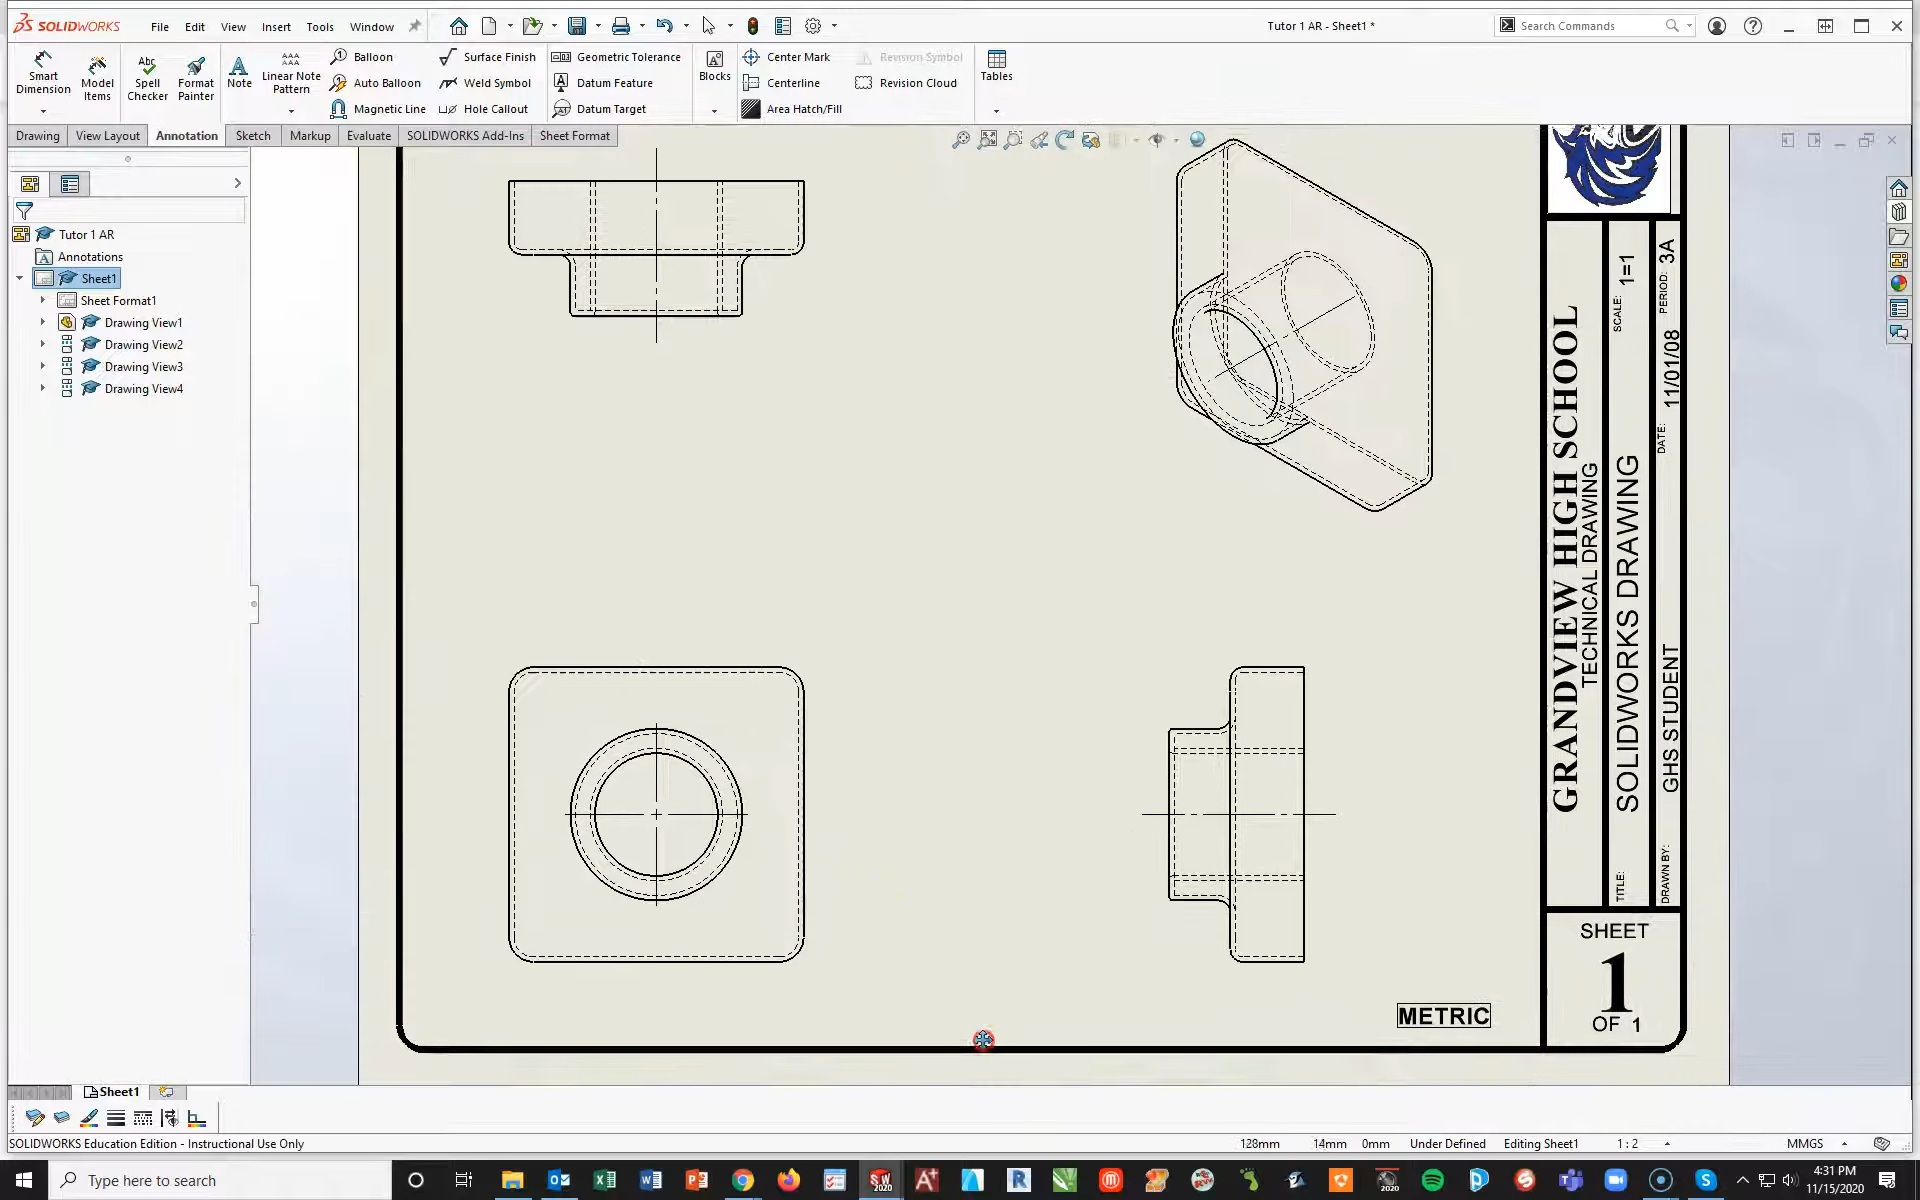 SOLIDWORKS File Edit View Insert Tools Window Tutor 1 AR - Sheet1 * Search Commands
Smart Dimension
Model Items
Spell Checker
Format Painter
Note
Linear Note Pattern
Balloon
Auto Balloon
Magnetic Line
Surface Finish
Weld Symbol
Hole Callout
Geometric Tolerance
Datum Feature
Datum Target
Blocks
Center Mark
Centerline
Area Hatch/Fill
Revision Symbol
Revision Cloud
Tables
Drawing View Layout Annotation Sketch Markup Evaluate SOLIDWORKS Add-Ins Sheet Format
Tutor 1 AR
Annotations
Sheet1
Sheet Format1
Drawing View1
Drawing View2
Drawing View3
Drawing View4
GRANDVIEW HIGH SCHOOL
TECHNICAL DRAWING
TITLE: SOLIDWORKS DRAWING SCALE: 1=1
DRAWN BY: GHS STUDENT DATE: 11/01/08 PERIOD: 3A
SHEET
1
OF 1
METRIC
Sheet1
SOLIDWORKS Education Edition - Instructional Use Only 128mm 14mm 0mm Under Defined Editing Sheet1 1 : 2 MMGS
Type here to search
4:31 PM
11/15/2020